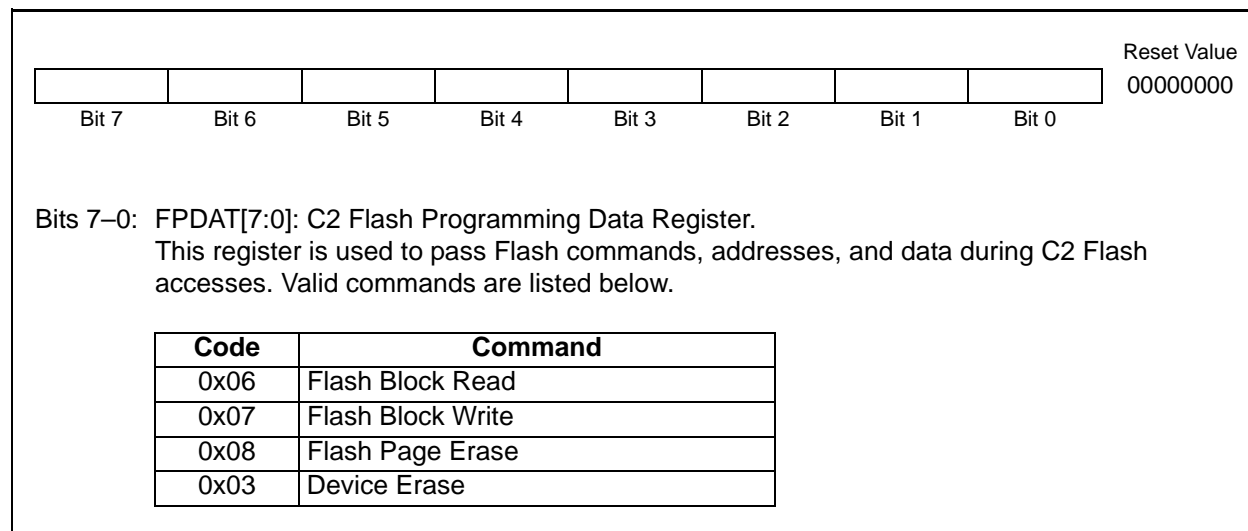 Reset Value
00000000
Bit 7 Bit 6 Bit 5 Bit 4 Bit 3 Bit 2 Bit 1 Bit 0
Bits 7–0: FPDAT[7:0]: C2 Flash Programming Data Register.
This register is used to pass Flash commands, addresses, and data during C2 Flash
accesses. Valid commands are listed below.
Code Command
0x06 Flash Block Read
0x07 Flash Block Write
0x08 Flash Page Erase
0x03 Device Erase